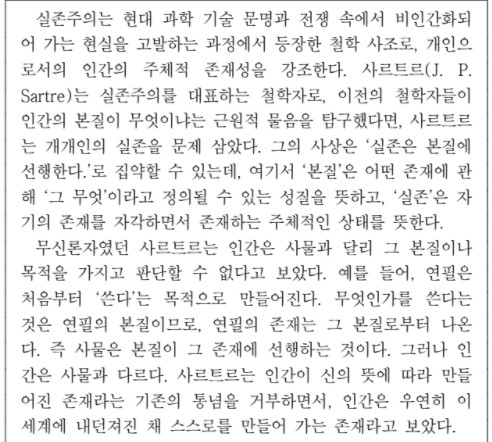 실존주의는 현대 과학 기술 문명과 전쟁 속에서 비인간화되
어 가는 현실을 고발하는 과정에서 등장한 철학 사조로, 개인으
로서의 인간의 주체적 존재성을 강조한다. 사르트르(J. P.
Sartre)는 실존주의를 대표하는 철학자로, 이전의 철학자들이
인간의 본질이 무엇이냐는 근원적 물음을 탐구했다면, 사르트르
는 개개인의 실존을 문제 삼았다. 그의 사상은 ‘실존은 본질에
선행한다.’로 집약할 수 있는데, 여기서 ‘본질’은 어떤 존재에 관
해 ‘그 무엇’이라고 정의될 수 있는 성질을 뜻하고, ‘실존’은 자
기의 존재를 자각하면서 존재하는 주체적인 상태를 뜻한다.
무신론자였던 사르트르는 인간은 사물과 달리 그 본질이나
목적을 가지고 판단할 수 없다고 보았다. 예를 들어, 연필은
처음부터 ‘쓴다’는 목적으로 만들어진다. 무엇인가를 쓴다는
것은 연필의 본질이므로, 연필의 존재는 그 본질로부터 나온
다. 즉 사물은 본질이 그 존재에 선행하는 것이다. 그러나 인
간은 사물과 다르다. 사르트르는 인간이 신의 뜻에 따라 만들
어진 존재라는 기존의 통념을 거부하면서, 인간은 우연히 이
세계에 내던져진 채 스스로를 만들어 가는 존재라고 보았다.